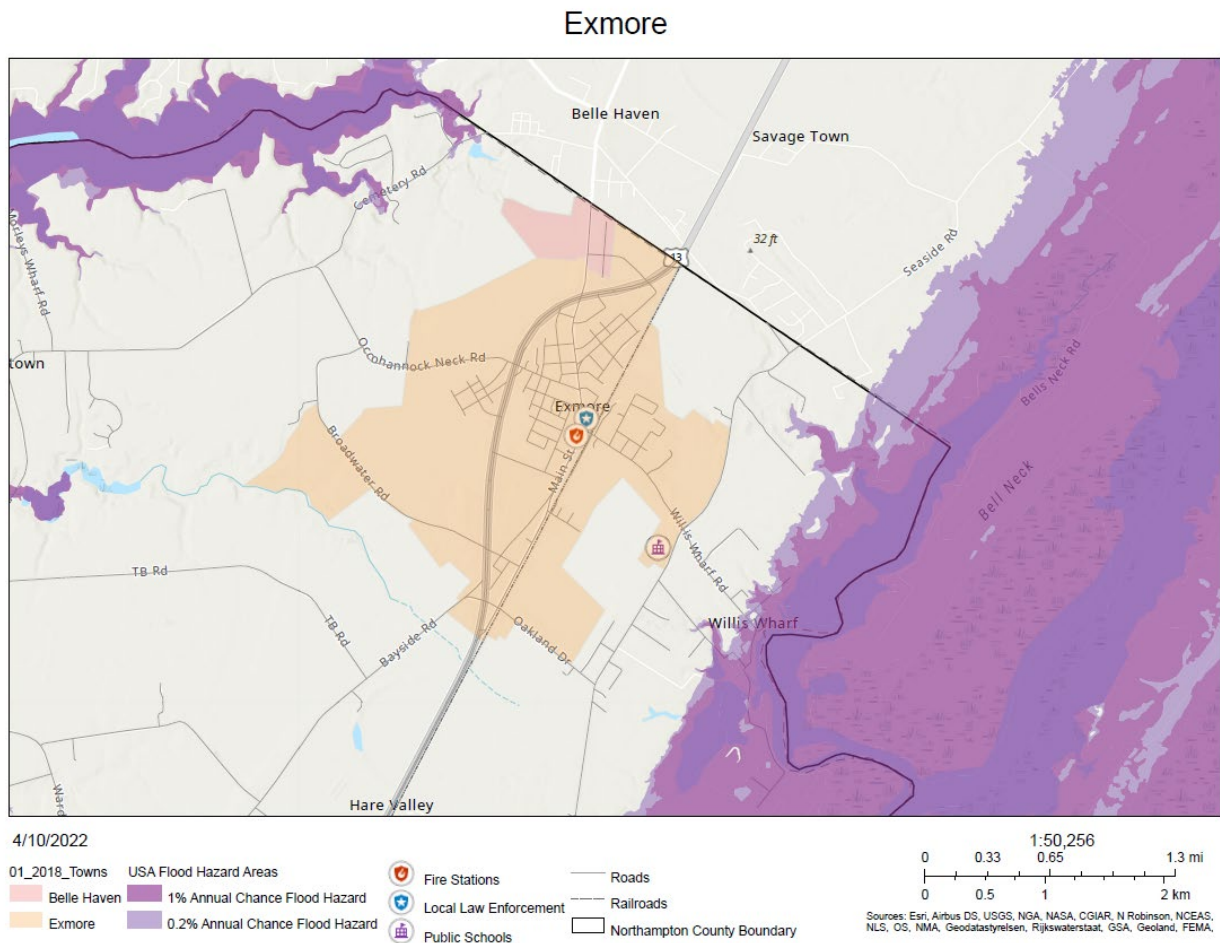 Exmore
Belle Haven
Savage Town
Cemetery Rd
32 ft
13
Seaside Rd
Morleys Wharf Rd
town
Occohannock Neck Rd
Exmore
Bells Neck Rd
Broadwater Rd
Main St
Bell Neck
Willis Wharf Rd
TB Rd
TB Rd
Bayside Rd
Oakland Dr
Willis Wharf
Ward
Hare Valley
4/10/2022
1:50,256
0 0.33 0.65 1.3 mi
0 0.5 1 2 km
01_2018_Towns
Belle Haven
Exmore
USA Flood Hazard Areas
1% Annual Chance Flood Hazard
0.2% Annual Chance Flood Hazard
Fire Stations
Local Law Enforcement
Public Schools
Roads
Railroads
Northampton County Boundary
Sources: Esri, Airbus DS, USGS, NGA, NASA, CGIAR, N Robinson, NCEAS,
NLS, OS, NMA, Geodatastyrelsen, Rijkswaterstaat, GSA, Geoland, FEMA,